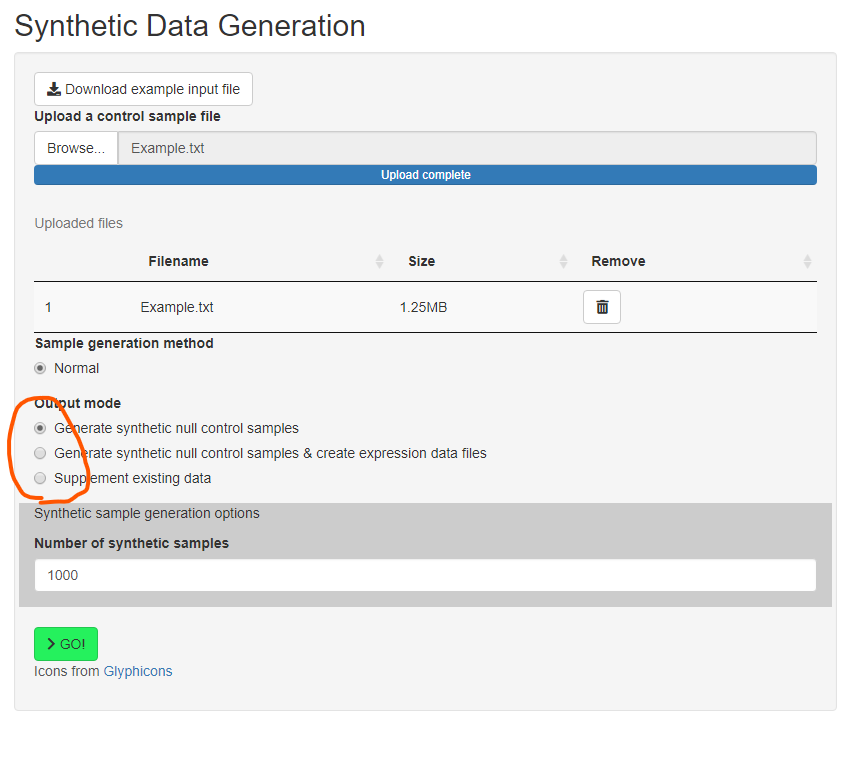 Synthetic Data Generation
Download example input file
Upload a control sample file
Browse... Example.txt
Upload complete
Uploaded files
Filename Size Remove
1 Example.txt 1.25MB
Sample generation method
Normal
Output mode
Generate synthetic null control samples
Generate synthetic null control samples & create expression data files
Supplement existing data
Synthetic sample generation options
Number of synthetic samples
1000
GO!
Icons from Glyphicons